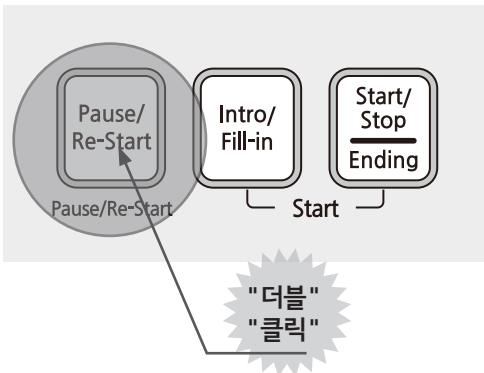 Pause/
Re-Start
Intro/
Fill-in
Start/
Stop
Ending
Pause/Re-Start
Start
"더블"
"클릭"